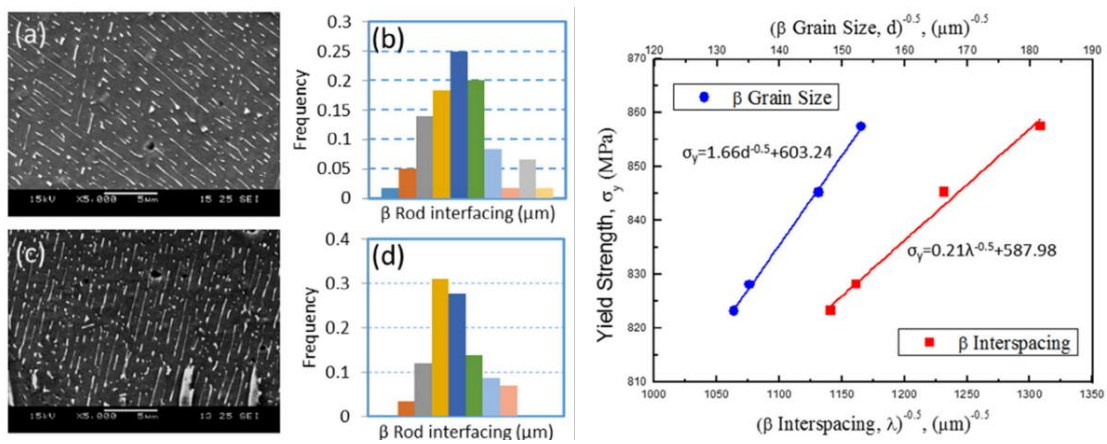 (a)
15kV X5,000 5μm 15 25 SEI
(b)
Frequency
0.3
0.25
0.2
0.15
0.1
0.05
0
β Rod interfacing (μm)
(c)
15kV X5,000 5μm 13 25 SEI
(d)
Frequency
0.4
0.3
0.2
0.1
0
β Rod interfacing (μm)
(β Grain Size, d)^-0.5, (μm)^-0.5
120 130 140 150 160 170 180 190
Yield Strength, σy (MPa)
870
860
850
840
830
820
810
β Grain Size
σy=1.66d^-0.5+603.24
σy=0.21λ^-0.5+587.98
β Interspacing
1000 1050 1100 1150 1200 1250 1300 1350
(β Interspacing, λ)^-0.5, (μm)^-0.5